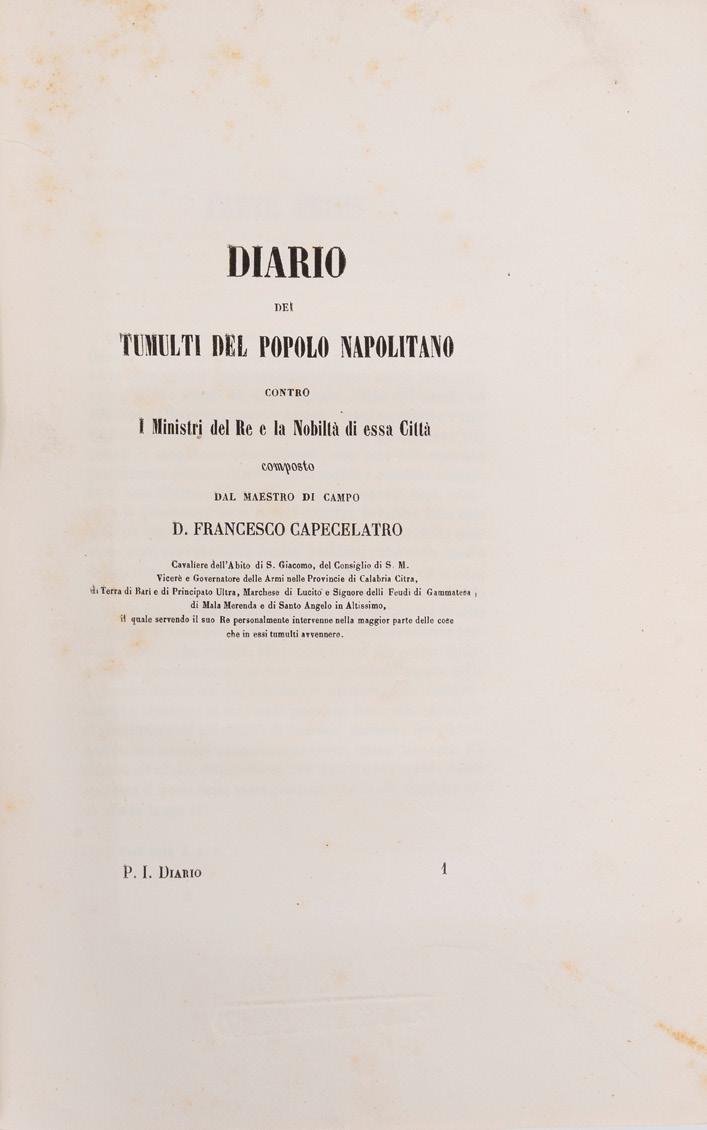 DIARIO
DEI
TUMULTI DEL POPOLO NAPOLITANO
CONTRO
I Ministri del Re e la Nobiltà di essa Città
composto
DAL MAESTRO DI CAMPO
D. FRANCESCO CAPECELATRO
Cavaliere dell'Abito di S. Giacomo, del Consiglio di S. M.
Vicerè e Governatore delle Armi nelle Provincie di Calabria Citra,
di Terra di Bari e di Principato Ultra, Marchese di Lucito e Signore delli Feudi di Gammatesa,
di Mala Merenda e di Santo Angelo in Altissimo,
il quale servendo il suo Re personalmente intervenne nella maggior parte delle cose
che in essi tumulti avvennero.
P. I. DIARIO 1